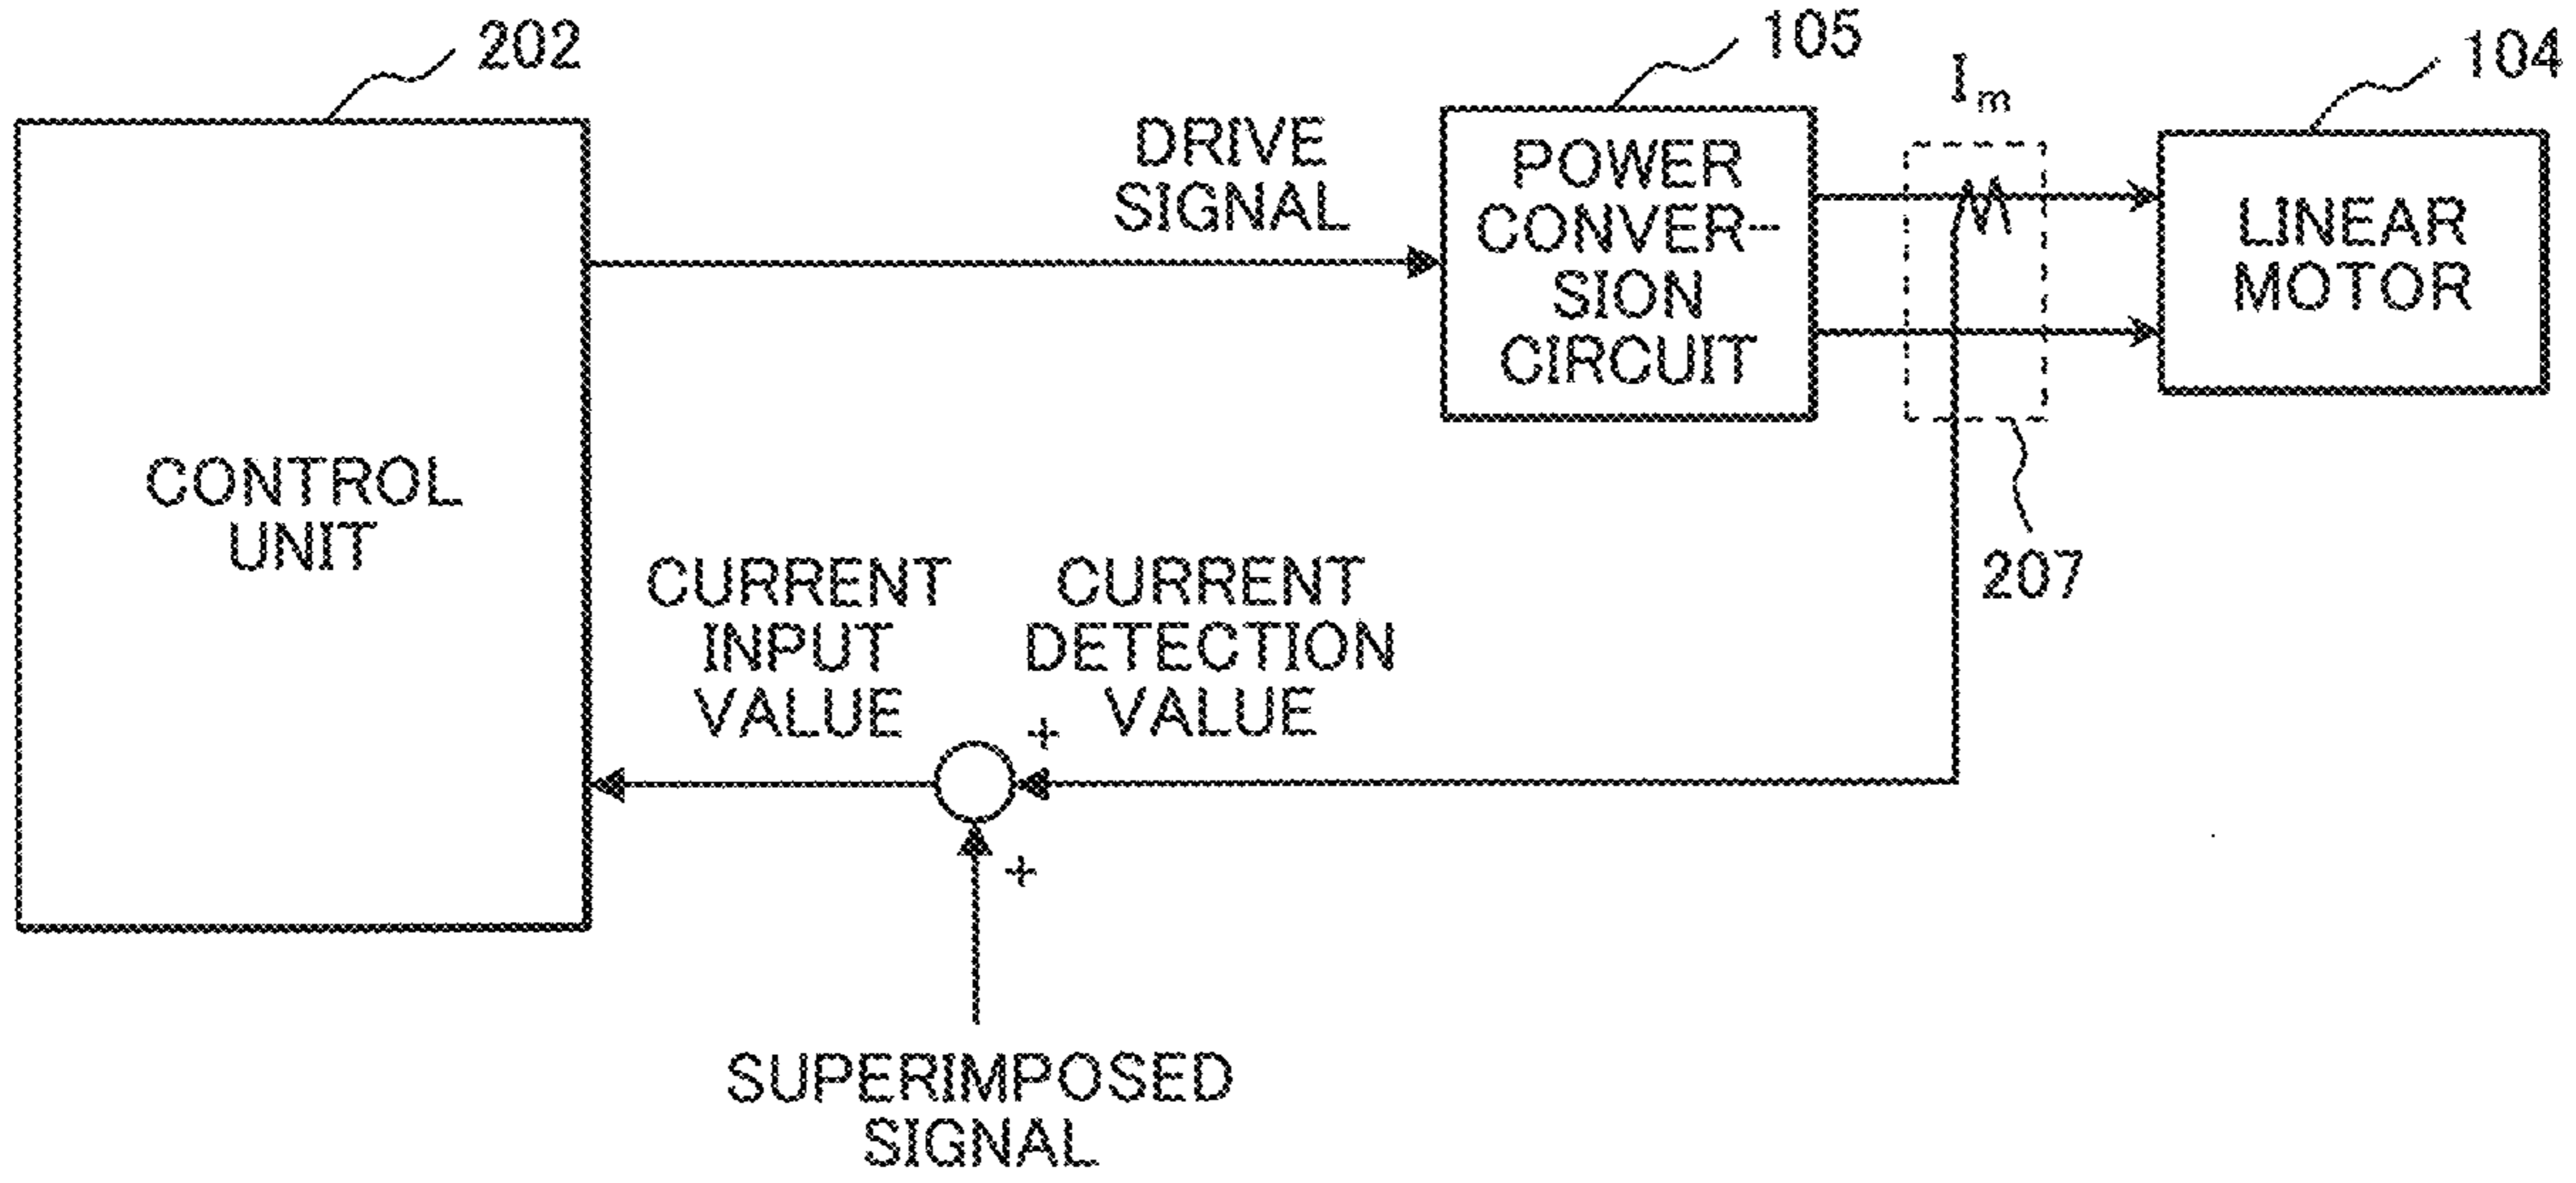 202
105
104
Im
DRIVE
SIGNAL
POWER
CONVER-
SION
CIRCUIT
LINEAR
MOTOR
CONTROL
UNIT
207
CURRENT
INPUT
VALUE
CURRENT
DETECTION
VALUE
+
+
SUPERIMPOSED
SIGNAL